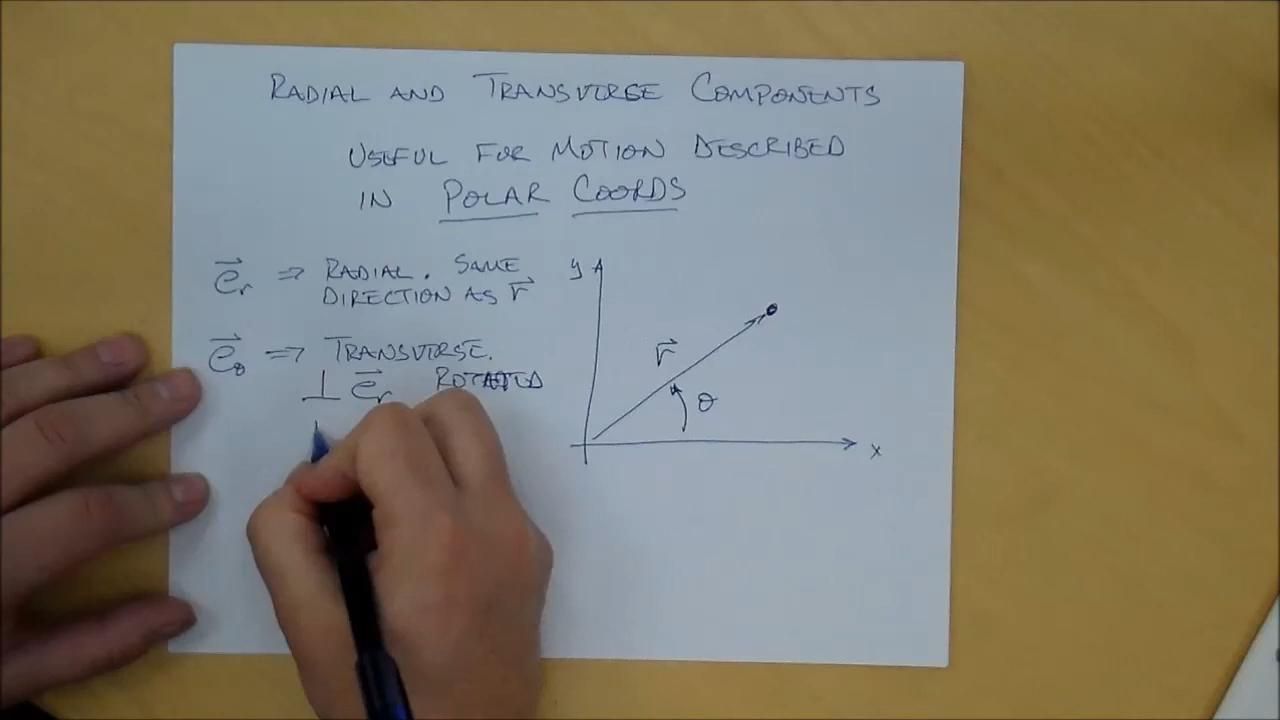 RADIAL AND TRANSVERSE COMPONENTS
USEFUL FOR MOTION DESCRIBED
IN POLAR COORDS
e⃗r ⇒ RADIAL. SAME
DIRECTION AS r⃗
e⃗θ ⇒ TRANSVERSE.
⊥ e⃗r ROTATED
y
r⃗
θ
x